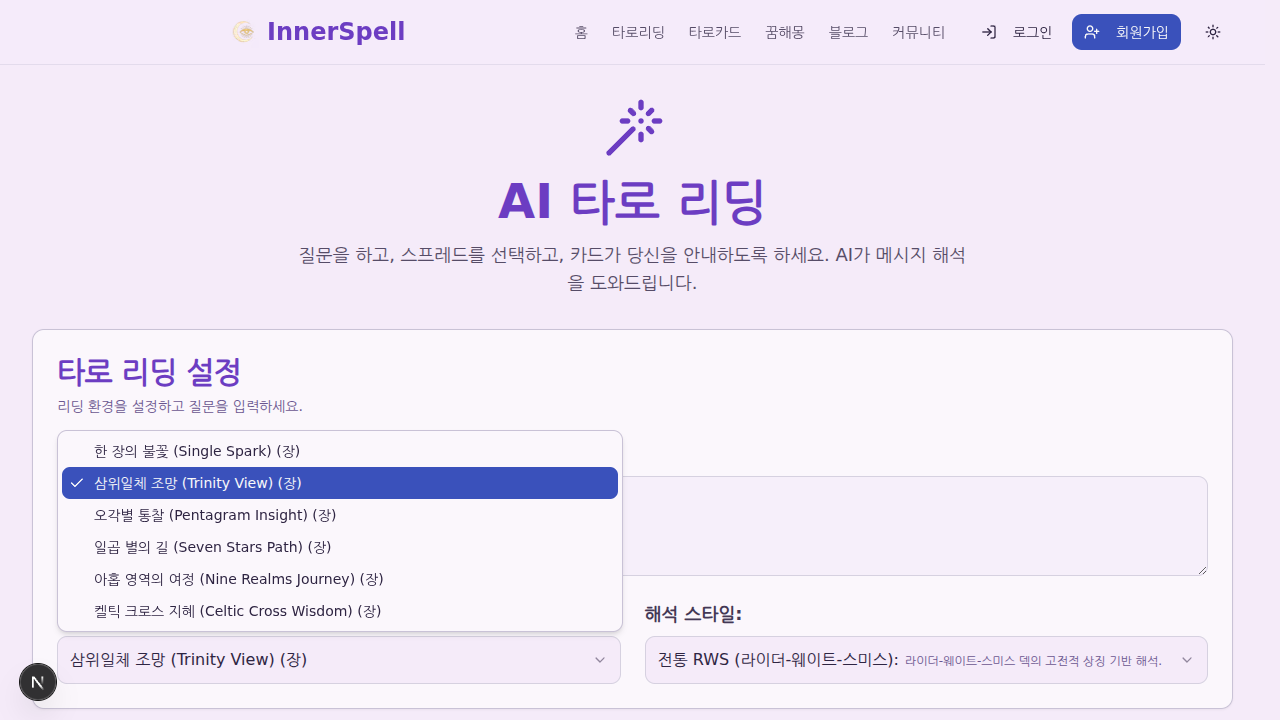 InnerSpell
홈
타로리딩
타로카드
꿈해몽
블로그
커뮤니티
로그인
회원가입
AI 타로 리딩
질문을 하고, 스프레드를 선택하고, 카드가 당신을 안내하도록 하세요. AI가 메시지 해석
을 도와드립니다.
타로 리딩 설정
리딩 환경을 설정하고 질문을 입력하세요.
한 장의 불꽃 (Single Spark) (장)
삼위일체 조망 (Trinity View) (장)
오각별 통찰 (Pentagram Insight) (장)
일곱 별의 길 (Seven Stars Path) (장)
아홉 영역의 여정 (Nine Realms Journey) (장)
켈틱 크로스 지혜 (Celtic Cross Wisdom) (장)
삼위일체 조망 (Trinity View) (장)
해석 스타일:
전통 RWS (라이더-웨이트-스미스): 라이더-웨이트-스미스 덱의 고전적 상징 기반 해석.
N